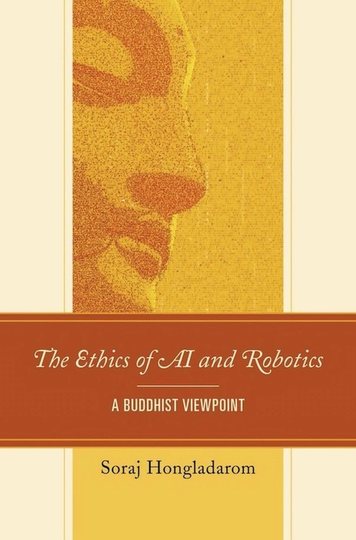 The Ethics of AI and Robotics
A BUDDHIST VIEWPOINT
Soraj Hongladarom